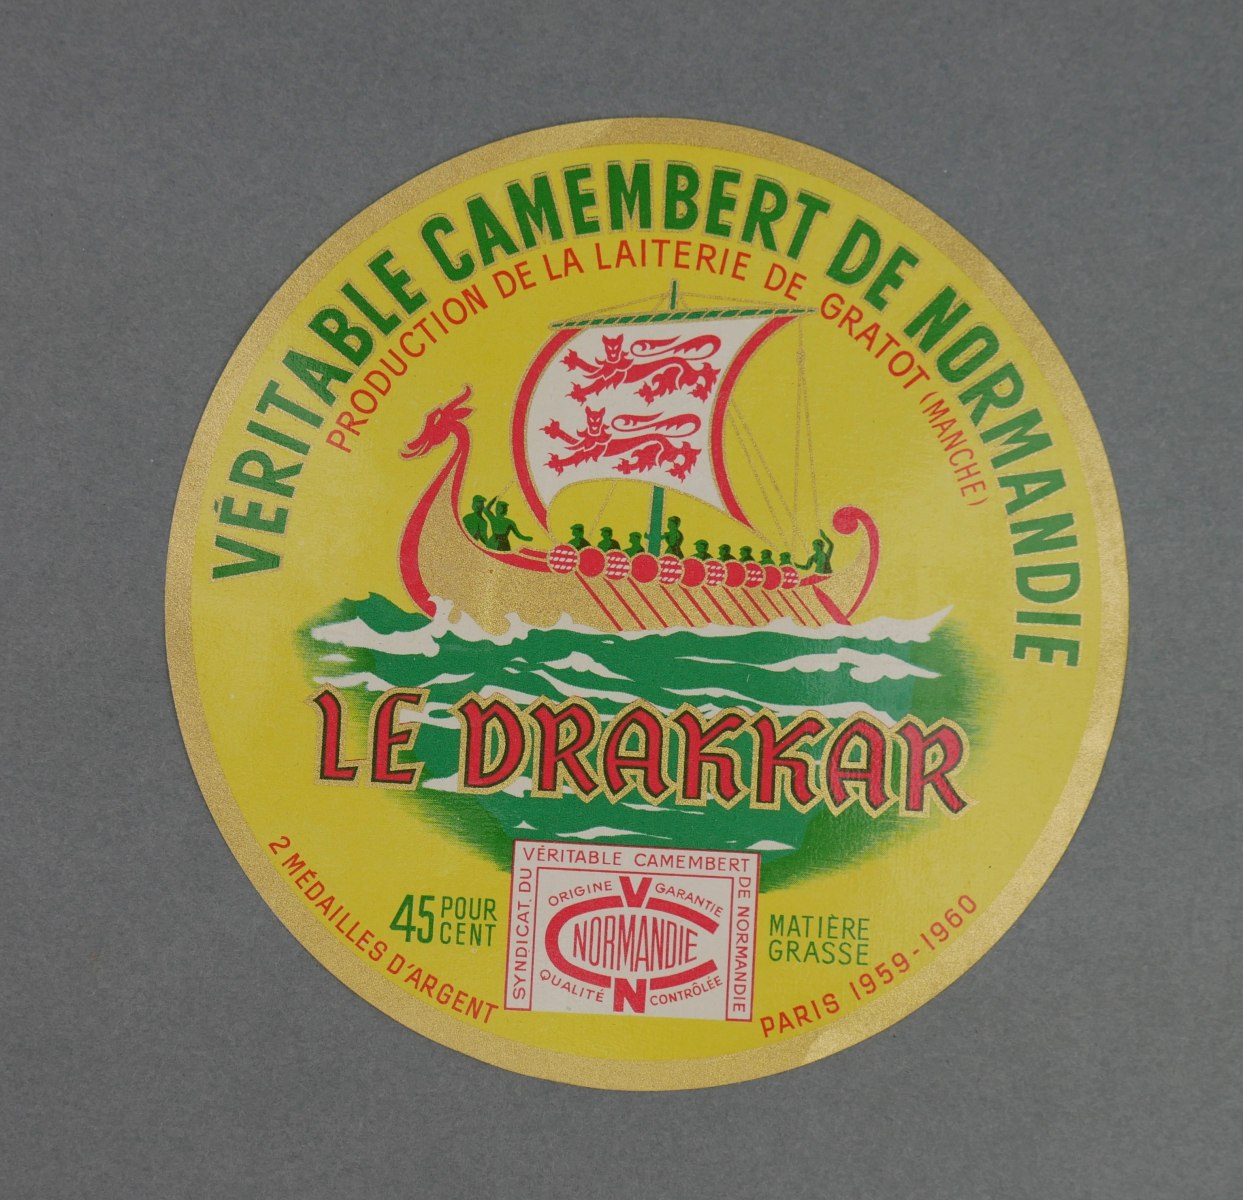 VÉRITABLE CAMEMBERT DE NORMANDIE
PRODUCTION DE LA LAITERIE DE GRATOT (MANCHE)
LE DRAKKAR
SYNDICAT. DU VÉRITABLE CAMEMBERT DE NORMANDIE
ORIGINE GARANTIE
V
C
NORMANDIE
N
QUALITÉ CONTRÔLÉE
45 POUR CENT
MATIÈRE GRASSE
2 MÉDAILLES D'ARGENT
PARIS 1959-1960